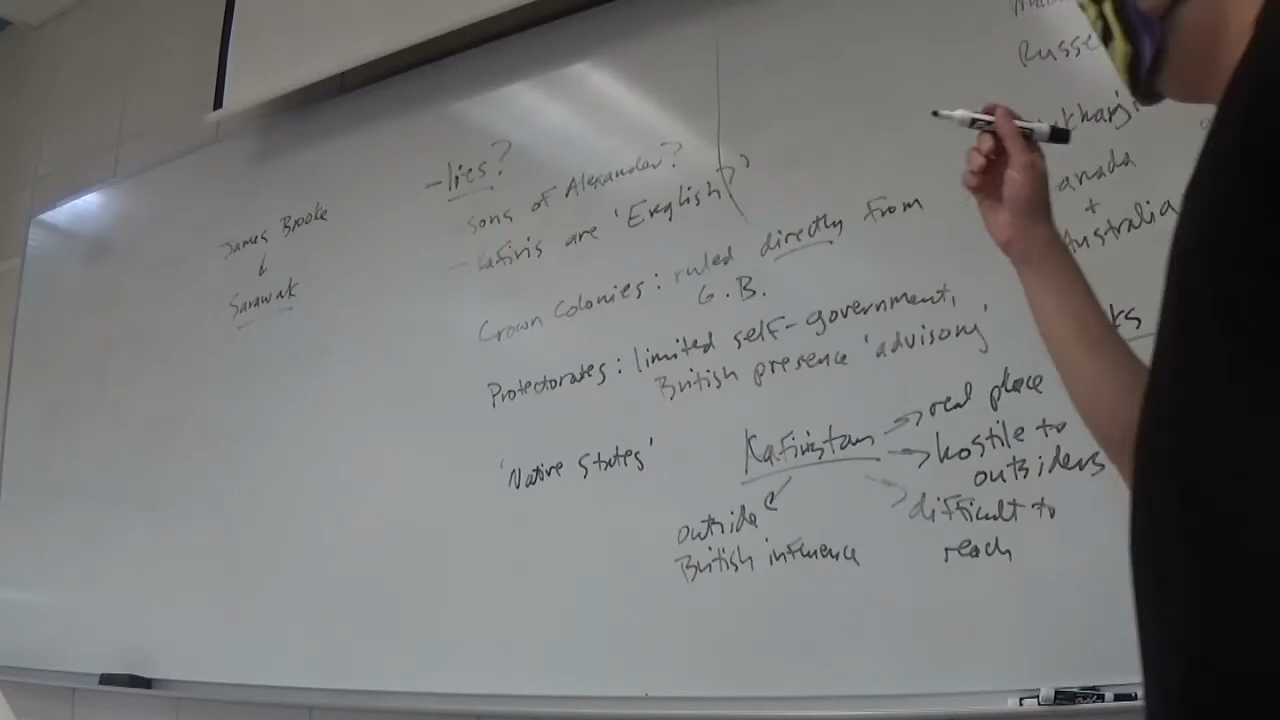 James Brooke
↓
Sarawak
- lies?
sons of Alexander?
- Kafiris are 'English'?
Crown Colonies: ruled directly from
G.B.
Protectorates: limited self-government,
British presence 'advisory'
'Native States'
Kafiristan
→ real place
→ hostile to
outsiders
→ difficult to
reach
outside
British influence
Russe
anada
+
Australia